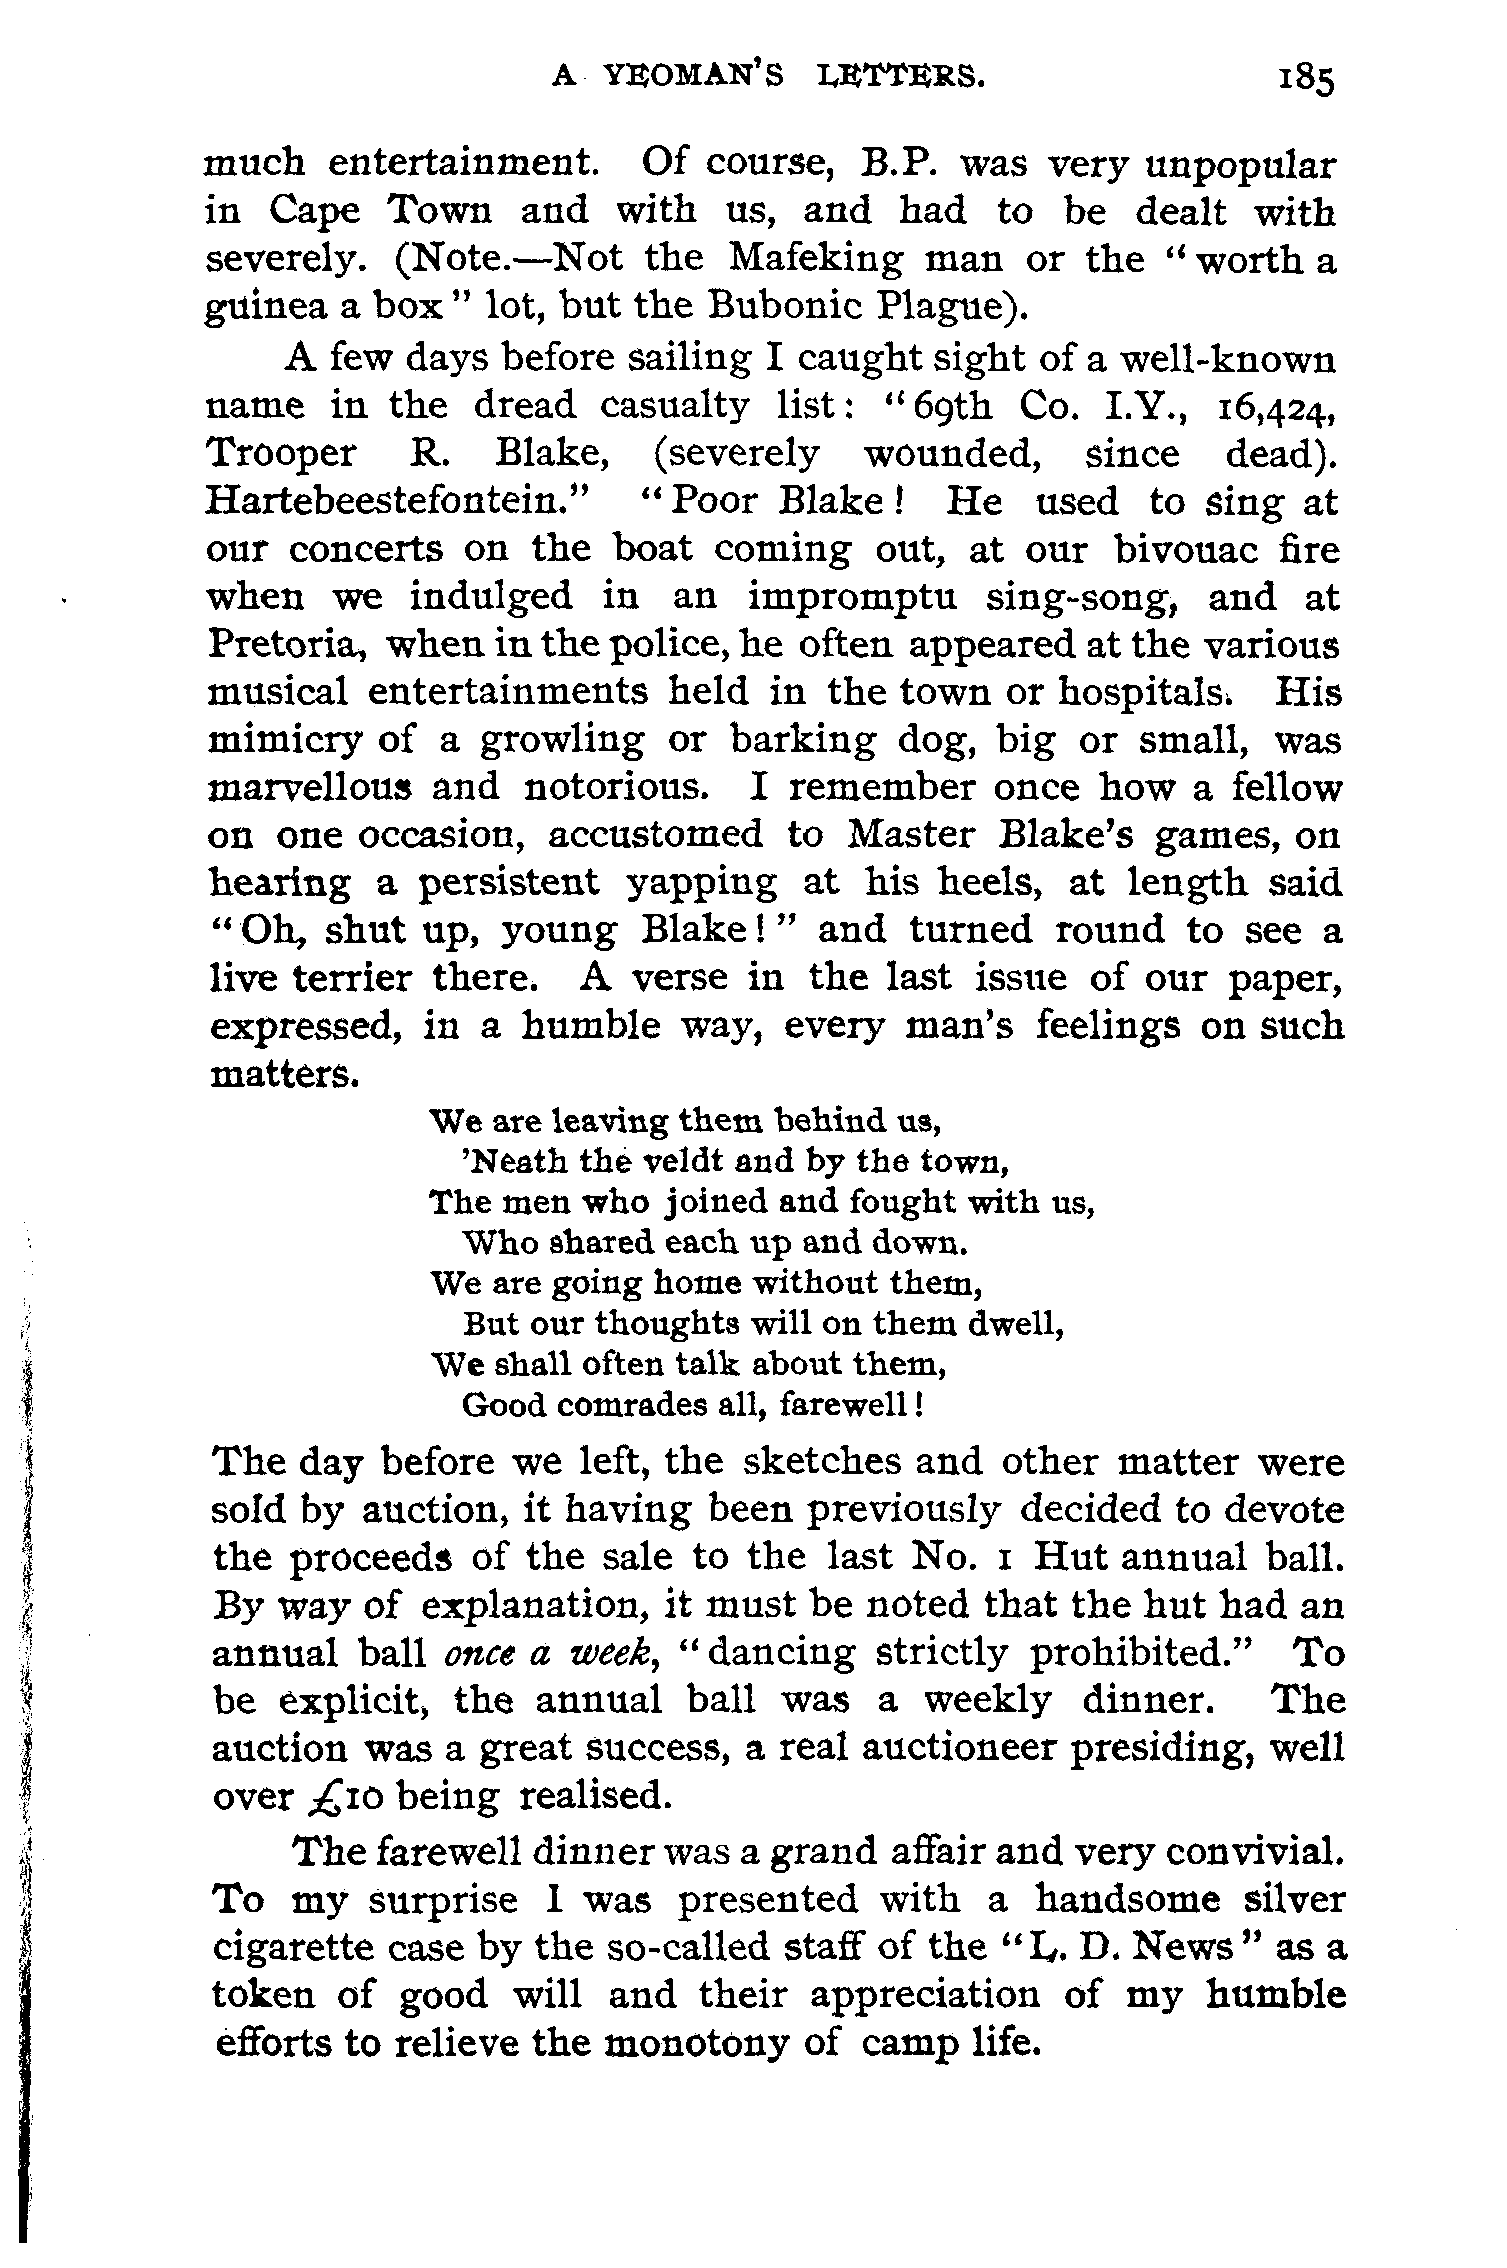 A YEOMAN'S LETTERS. 185
much entertainment. Of course, B.P. was very unpopular
in Cape Town and with us, and had to be dealt with
severely. (Note.—Not the Mafeking man or the “worth a
guinea a box” lot, but the Bubonic Plague).
A few days before sailing I caught sight of a well-known
name in the dread casualty list: “69th Co. I.Y., 16,424,
Trooper R. Blake, (severely wounded, since dead).
Hartebeestefontein.” “Poor Blake! He used to sing at
our concerts on the boat coming out, at our bivouac fire
when we indulged in an impromptu sing-song, and at
Pretoria, when in the police, he often appeared at the various
musical entertainments held in the town or hospitals. His
mimicry of a growling or barking dog, big or small, was
marvellous and notorious. I remember once how a fellow
on one occasion, accustomed to Master Blake's games, on
hearing a persistent yapping at his heels, at length said
“Oh, shut up, young Blake!” and turned round to see a
live terrier there. A verse in the last issue of our paper,
expressed, in a humble way, every man's feelings on such
matters.
We are leaving them behind us,
'Neath the veldt and by the town,
The men who joined and fought with us,
Who shared each up and down.
We are going home without them,
But our thoughts will on them dwell,
We shall often talk about them,
Good comrades all, farewell!
The day before we left, the sketches and other matter were
sold by auction, it having been previously decided to devote
the proceeds of the sale to the last No. 1 Hut annual ball.
By way of explanation, it must be noted that the hut had an
annual ball once a week, “dancing strictly prohibited.” To
be explicit, the annual ball was a weekly dinner. The
auction was a great success, a real auctioneer presiding, well
over £10 being realised.
The farewell dinner was a grand affair and very convivial.
To my surprise I was presented with a handsome silver
cigarette case by the so-called staff of the “L. D. News” as a
token of good will and their appreciation of my humble
efforts to relieve the monotony of camp life.